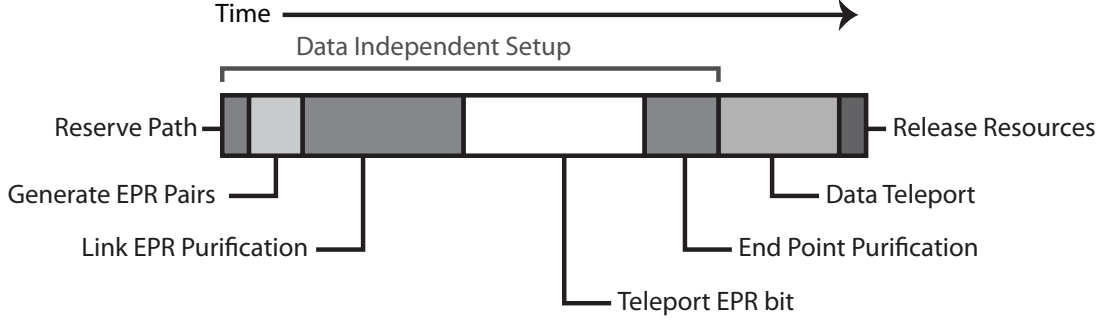 Time
Data Independent Setup
Reserve Path
Release Resources
Generate EPR Pairs
Data Teleport
Link EPR Purification
End Point Purification
Teleport EPR bit